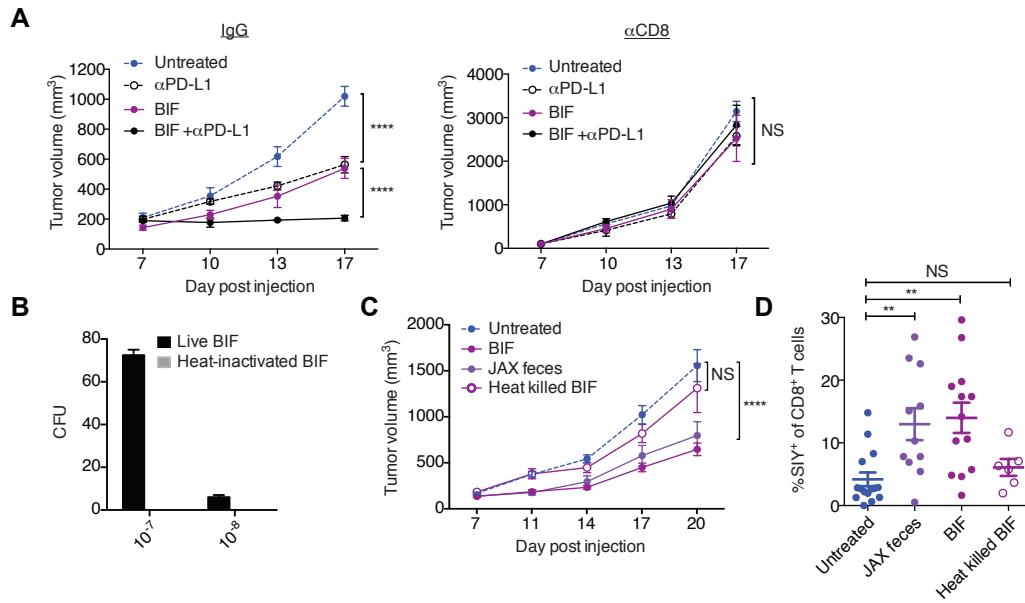 A
IgG
Untreated
αPD-L1
BIF
BIF +αPD-L1
Tumor volume (mm³)
1200
1000
800
600
400
200
0
7 10 13 17
Day post injection
****
****
αCD8
Untreated
αPD-L1
BIF
BIF +αPD-L1
Tumor volume (mm³)
4000
3000
2000
1000
0
7 10 13 17
Day post injection
NS
B
Live BIF
Heat-inactivated BIF
CFU
80
60
40
20
0
10⁻⁷ 10⁻⁸
C
Untreated
BIF
JAX feces
Heat killed BIF
Tumor volume (mm³)
2000
1500
1000
500
0
7 11 14 17 20
Day post injection
NS
****
D
NS
**
**
%SIY⁺ of CD8⁺ T cells
30
20
10
0
Untreated
JAX feces
BIF
Heat killed BIF